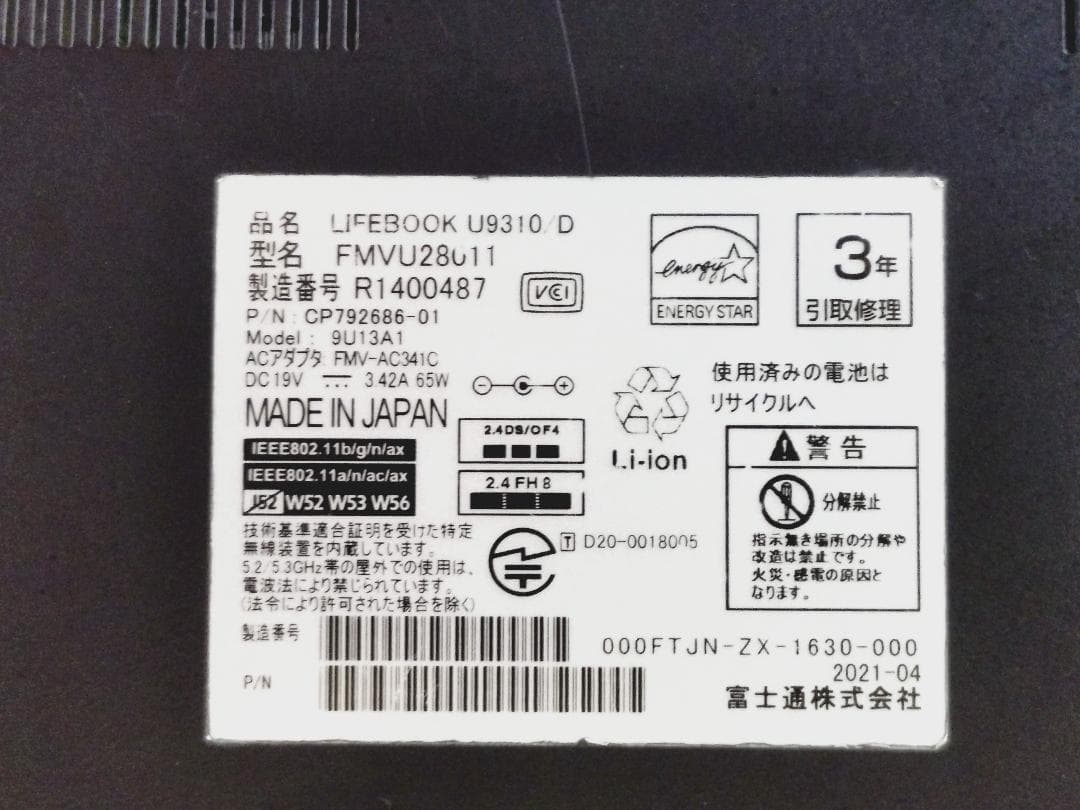 品名 LIFEBOOK U9310/D
型名 FMVU28011
製造番号 R1400487
VCCI
P/N : CP792686-01
Model : 9U13A1
ACアダプタ: FMV-AC341C
DC19V 3.42A 65W
MADE IN JAPAN
IEEE802.11b/g/n/ax
IEEE802.11a/n/ac/ax
J52 W52 W53 W56
2.4DS/OF4
2.4FH8
技術基準適合証明を受けた特定
無線装置を内蔵しています。
5.2/5.3GHz帯の屋外での使用は、
電波法により禁じられています。
(法令により許可された場合を除く)
T D20-0018005
energy
ENERGY STAR
3年
引取修理
使用済みの電池は
リサイクルへ
Li-ion
警告
分解禁止
指示無き場所の分解や
改造は禁止です。
火災・感電の原因と
なります。
製造番号
P/N
000FTJN-ZX-1630-000
2021-04
富士通株式会社